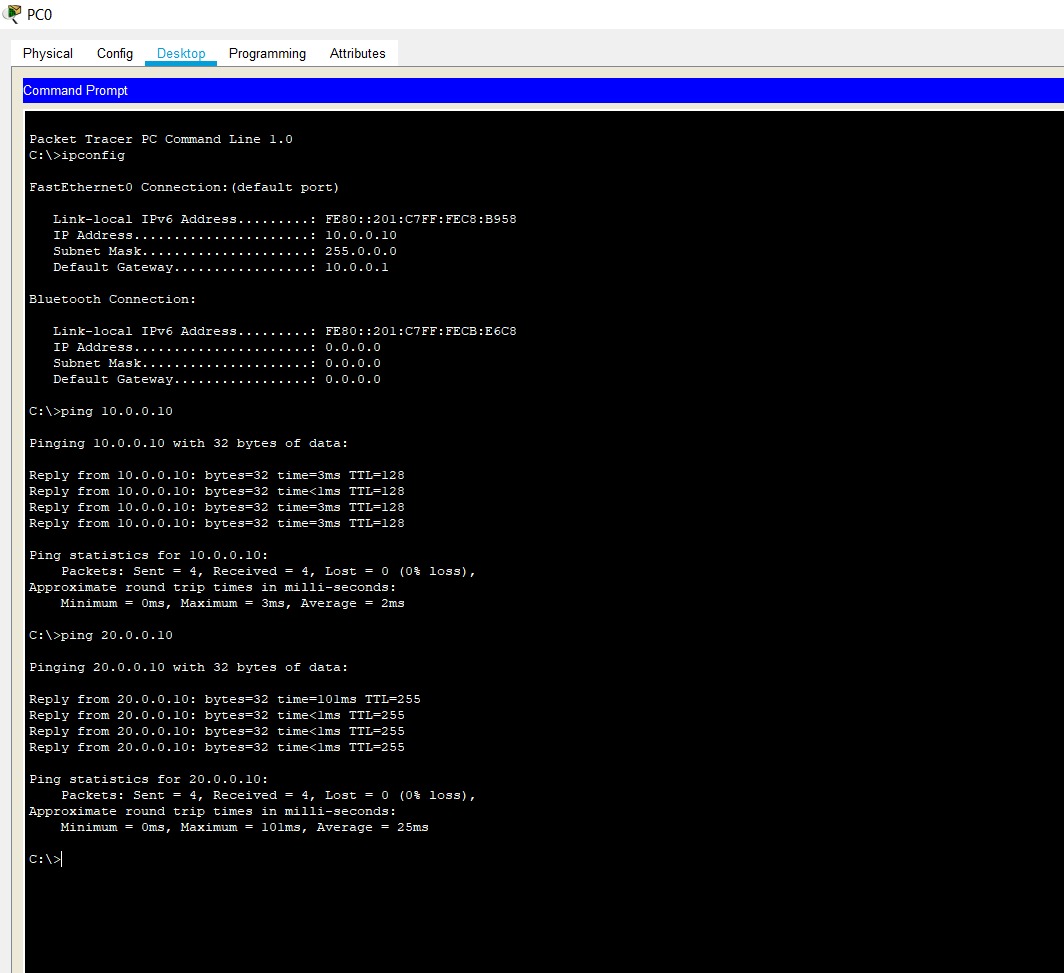 PC0
Physical Config Desktop Programming Attributes
Command Prompt
Packet Tracer PC Command Line 1.0
C:\>ipconfig
FastEthernet0 Connection:(default port)
Link-local IPv6 Address.........: FE80::201:C7FF:FEC8:B958
IP Address......................: 10.0.0.10
Subnet Mask.....................: 255.0.0.0
Default Gateway.................: 10.0.0.1
Bluetooth Connection:
Link-local IPv6 Address.........: FE80::201:C7FF:FECB:E6C8
IP Address......................: 0.0.0.0
Subnet Mask.....................: 0.0.0.0
Default Gateway.................: 0.0.0.0
C:\>ping 10.0.0.10
Pinging 10.0.0.10 with 32 bytes of data:
Reply from 10.0.0.10: bytes=32 time=3ms TTL=128
Reply from 10.0.0.10: bytes=32 time<1ms TTL=128
Reply from 10.0.0.10: bytes=32 time=3ms TTL=128
Reply from 10.0.0.10: bytes=32 time=3ms TTL=128
Ping statistics for 10.0.0.10:
Packets: Sent = 4, Received = 4, Lost = 0 (0% loss),
Approximate round trip times in milli-seconds:
Minimum = 0ms, Maximum = 3ms, Average = 2ms
C:\>ping 20.0.0.10
Pinging 20.0.0.10 with 32 bytes of data:
Reply from 20.0.0.10: bytes=32 time=101ms TTL=255
Reply from 20.0.0.10: bytes=32 time<1ms TTL=255
Reply from 20.0.0.10: bytes=32 time<1ms TTL=255
Reply from 20.0.0.10: bytes=32 time<1ms TTL=255
Ping statistics for 20.0.0.10:
Packets: Sent = 4, Received = 4, Lost = 0 (0% loss),
Approximate round trip times in milli-seconds:
Minimum = 0ms, Maximum = 101ms, Average = 25ms
C:\>